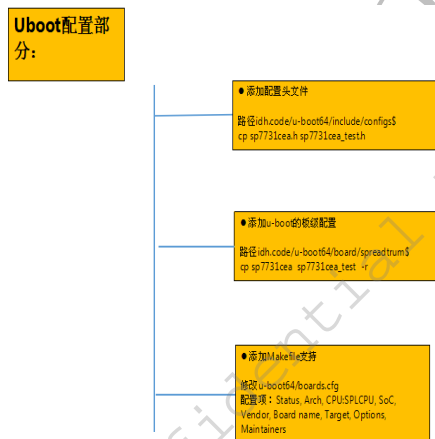 Uboot配置部
分：
● 添加配置头文件
路径idh.code/u-boot64/include/configs$
cp sp7731cea.h sp7731cea_test.h
●添加u-boot的板级配置
路径idh.code/u-boot64/board/spreadtrum$
cp sp7731cea sp7731cea_test -r
●添加Makefile支持
修改u-boot64/boards.cfg
配置项：Status, Arch, CPU:SPLCPU, SoC,
Vendor, Board name, Target, Options,
Maintainers